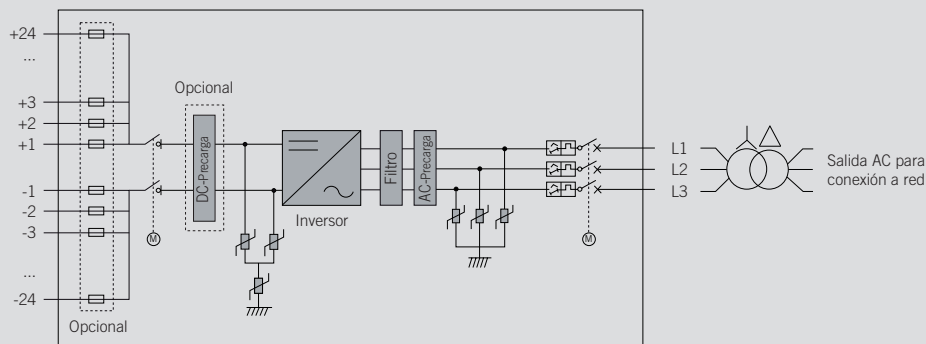 +24
...
+3
+2
+1
-1
-2
-3
...
-24
Opcional
Opcional
DC-Precarga
M
Inversor
Filtro
AC-Precarga
M
L1
L2
L3
Salida AC para
conexión a red